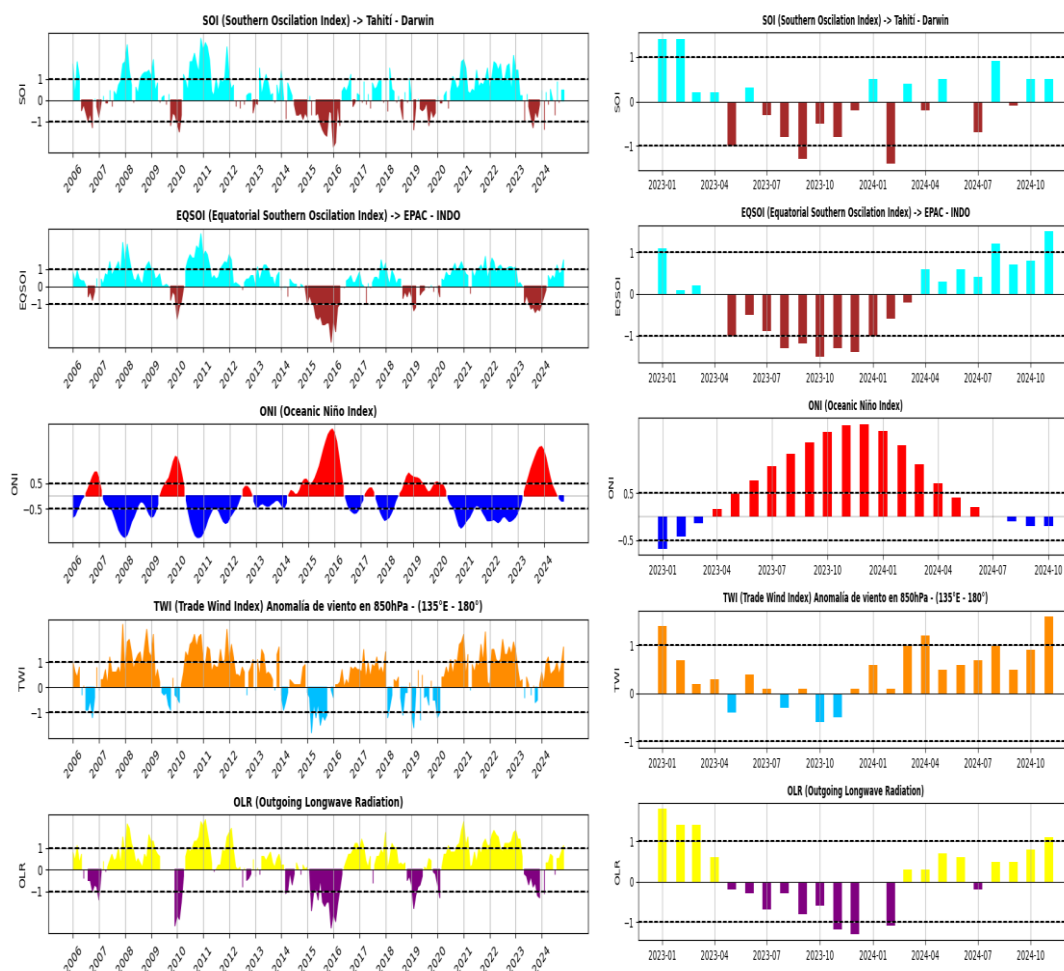 SOI (Southern Oscilation Index) -> Tahití - Darwin
1
0
−1
SOI
2006 2007 2008 2009 2010 2011 2012 2013 2014 2015 2016 2017 2018 2019 2020 2021 2022 2023 2024
EQSOI (Equatorial Southern Oscilation Index) -> EPAC - INDO
1
0
−1
EQSOI
2006 2007 2008 2009 2010 2011 2012 2013 2014 2015 2016 2017 2018 2019 2020 2021 2022 2023 2024
ONI (Oceanic Niño Index)
0.5
−0.5
ONI
2006 2007 2008 2009 2010 2011 2012 2013 2014 2015 2016 2017 2018 2019 2020 2021 2022 2023 2024
TWI (Trade Wind Index) Anomalía de viento en 850hPa - (135°E - 180°)
1
0
−1
TWI
2006 2007 2008 2009 2010 2011 2012 2013 2014 2015 2016 2017 2018 2019 2020 2021 2022 2023 2024
OLR (Outgoing Longwave Radiation)
1
0
−1
OLR
2006 2007 2008 2009 2010 2011 2012 2013 2014 2015 2016 2017 2018 2019 2020 2021 2022 2023 2024
SOI (Southern Oscilation Index) -> Tahití - Darwin
1
0
−1
SOI
2023-01 2023-04 2023-07 2023-10 2024-01 2024-04 2024-07 2024-10
EQSOI (Equatorial Southern Oscilation Index) -> EPAC - INDO
1
0
−1
EQSOI
2023-01 2023-04 2023-07 2023-10 2024-01 2024-04 2024-07 2024-10
ONI (Oceanic Niño Index)
0.5
−0.5
ONI
2023-01 2023-04 2023-07 2023-10 2024-01 2024-04 2024-07 2024-10
TWI (Trade Wind Index) Anomalía de viento en 850hPa - (135°E - 180°)
1
0
−1
TWI
2023-01 2023-04 2023-07 2023-10 2024-01 2024-04 2024-07 2024-10
OLR (Outgoing Longwave Radiation)
1
0
−1
OLR
2023-01 2023-04 2023-07 2023-10 2024-01 2024-04 2024-07 2024-10